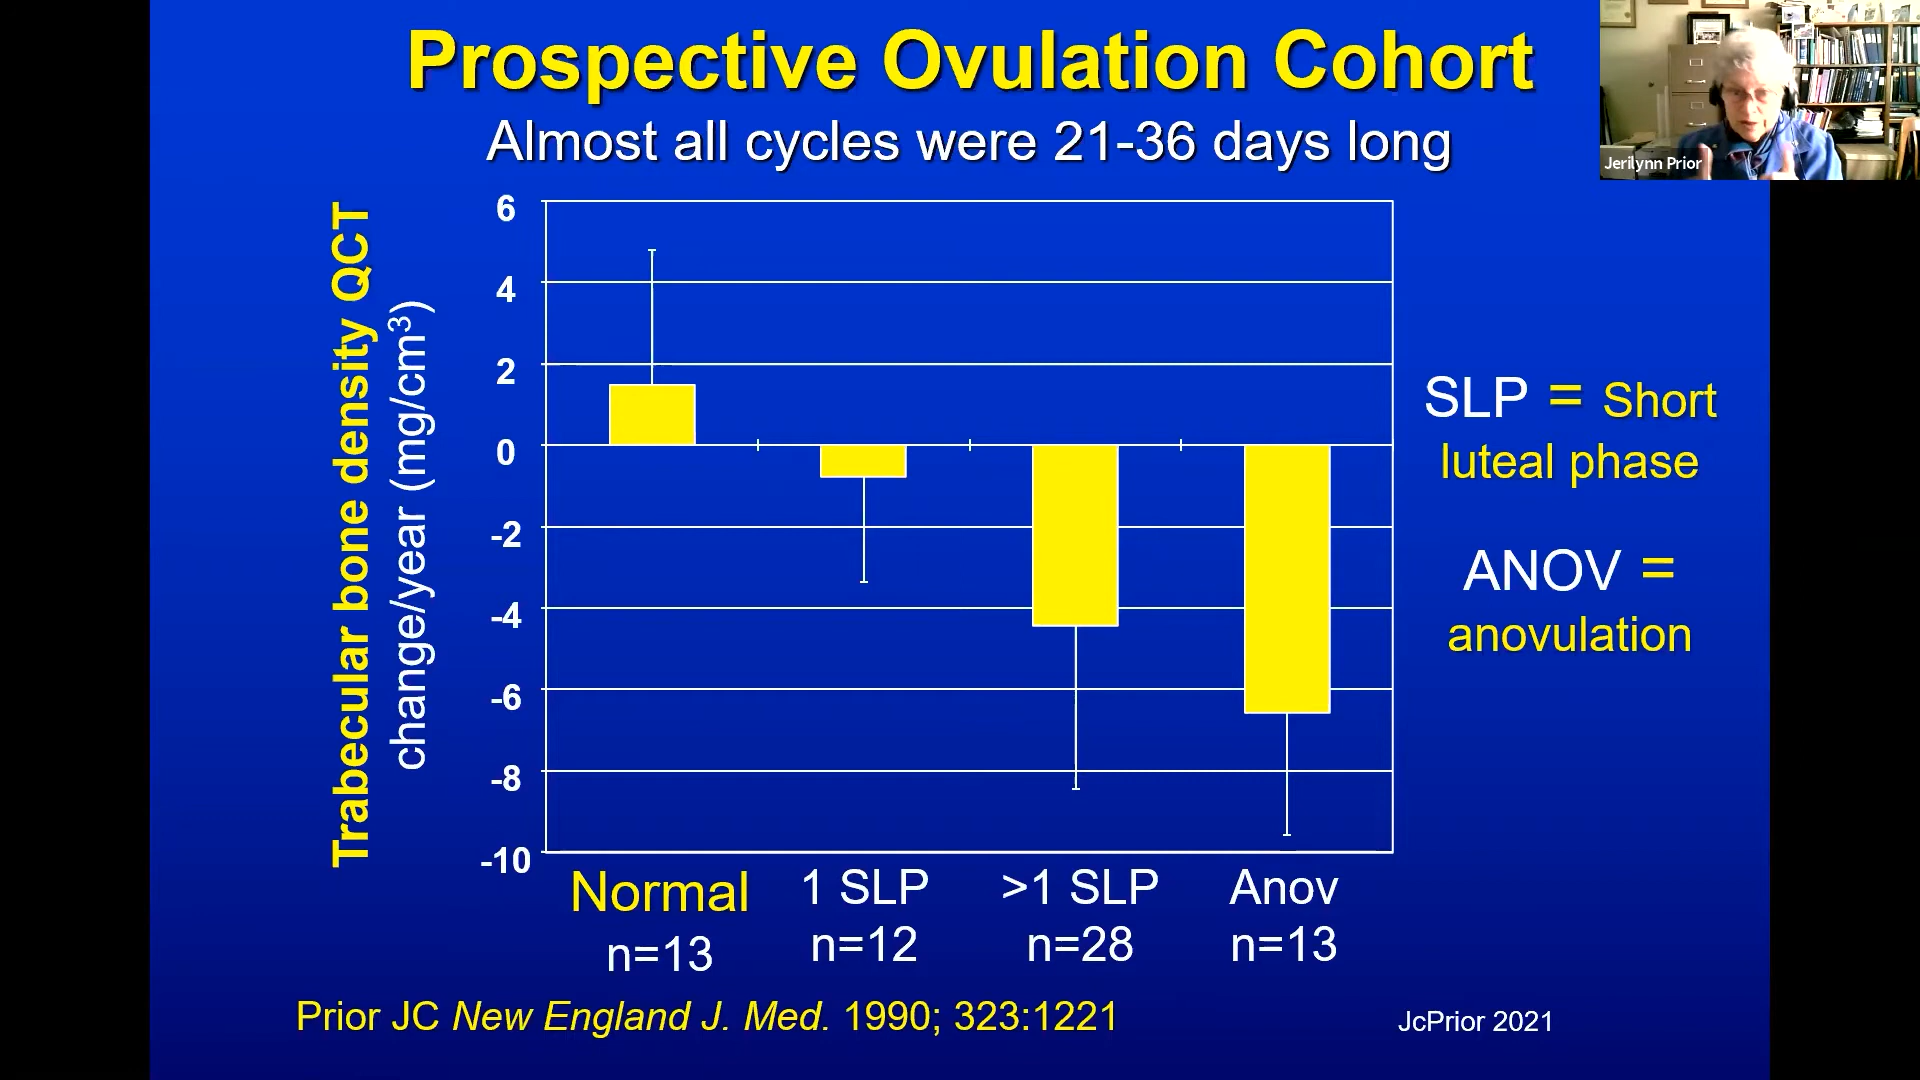 Prospective Ovulation Cohort
Almost all cycles were 21-36 days long
Jerilynn Prior
Trabecular bone density QCT
change/year (mg/cm³)
6
4
2
0
-2
-4
-6
-8
-10
SLP = Short
luteal phase
ANOV =
anovulation
Normal 1 SLP >1 SLP Anov
n=13 n=12 n=28 n=13
Prior JC New England J. Med. 1990; 323:1221
JcPrior 2021